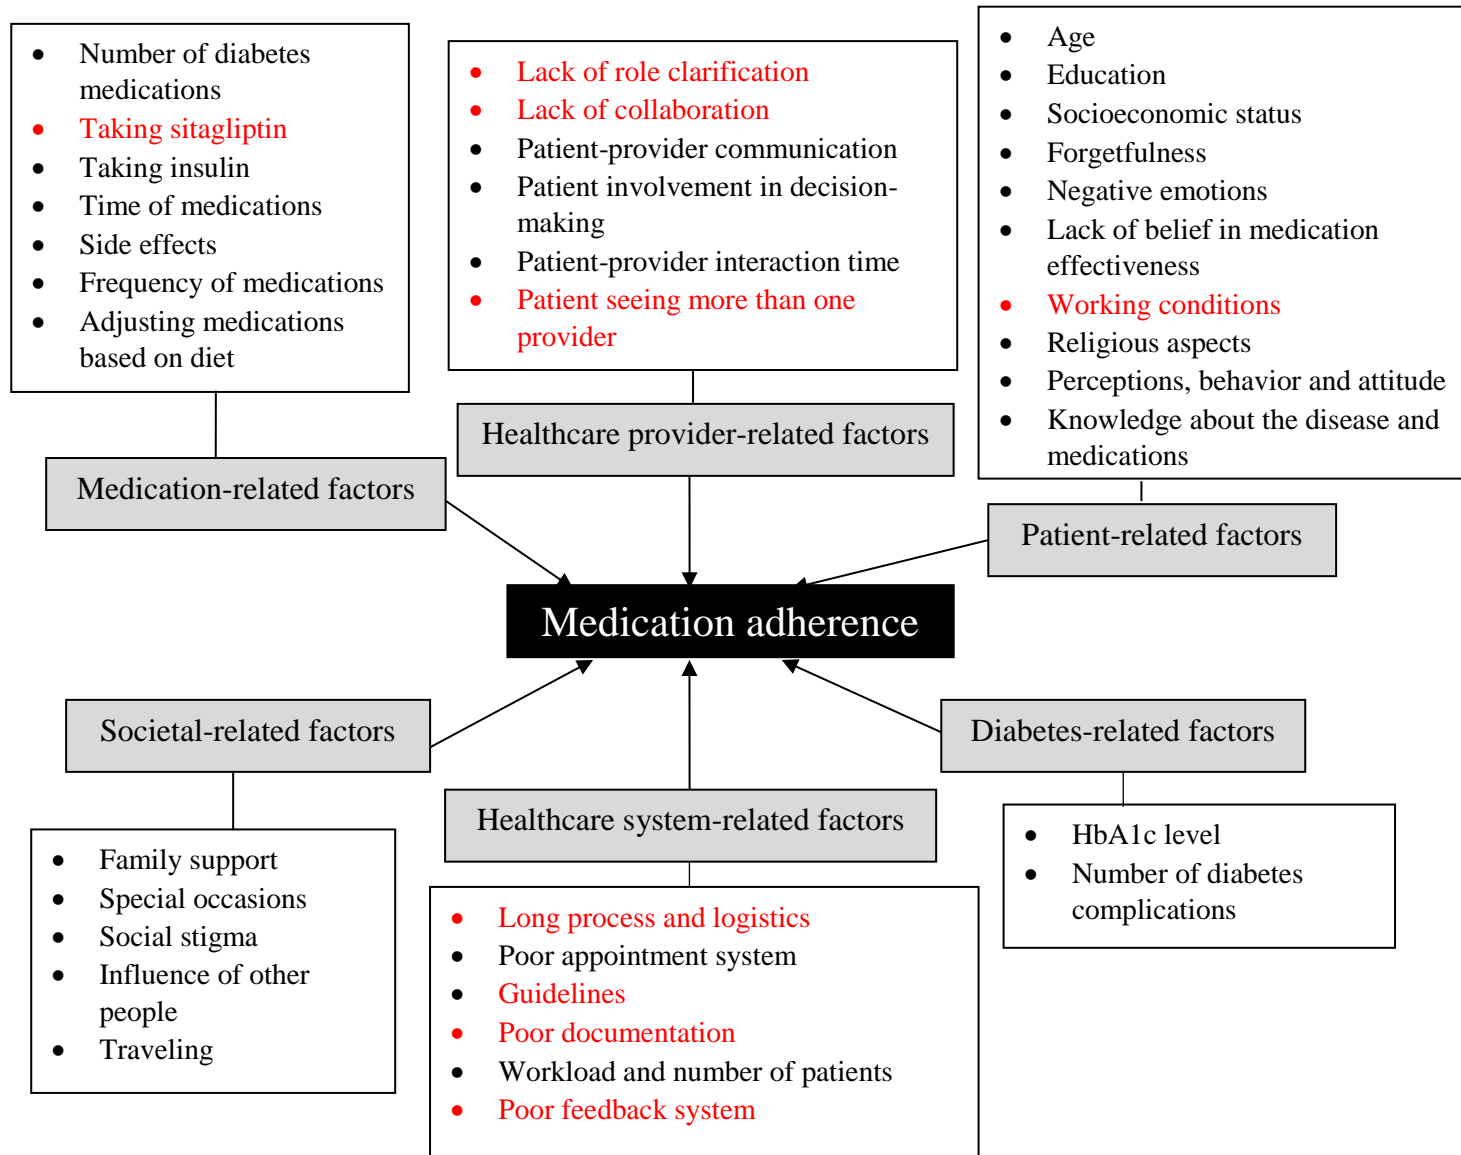 • Number of diabetes
medications
• Taking sitagliptin
• Taking insulin
• Time of medications
• Side effects
• Frequency of medications
• Adjusting medications
based on diet
Medication-related factors
• Lack of role clarification
• Lack of collaboration
• Patient-provider communication
• Patient involvement in decision-
making
• Patient-provider interaction time
• Patient seeing more than one
provider
Healthcare provider-related factors
• Age
• Education
• Socioeconomic status
• Forgetfulness
• Negative emotions
• Lack of belief in medication
effectiveness
• Working conditions
• Religious aspects
• Perceptions, behavior and attitude
• Knowledge about the disease and
medications
Patient-related factors
Medication adherence
Societal-related factors
• Family support
• Special occasions
• Social stigma
• Influence of other
people
• Traveling
Healthcare system-related factors
• Long process and logistics
• Poor appointment system
• Guidelines
• Poor documentation
• Workload and number of patients
• Poor feedback system
Diabetes-related factors
• HbA1c level
• Number of diabetes
complications